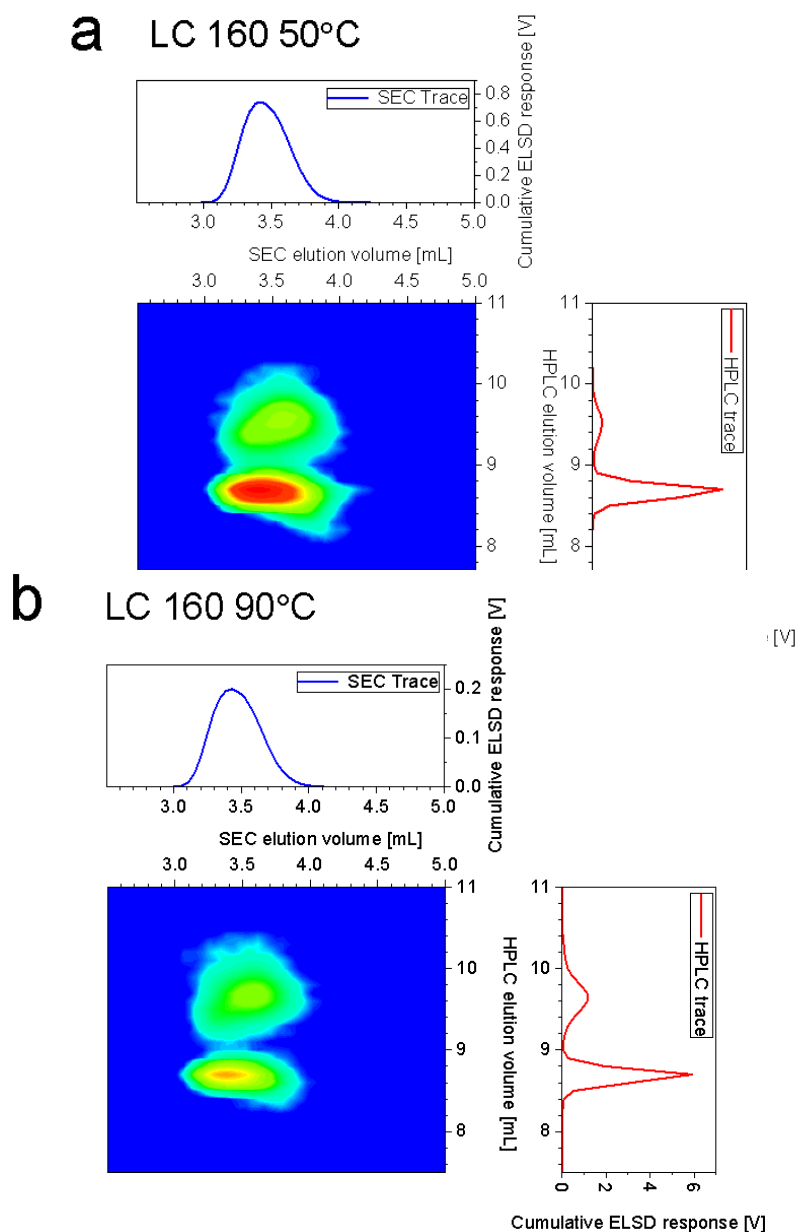 a LC 160 50°C
SEC Trace
0.8
0.6
0.4
0.2
0.0
Cumulative ELSD response [V]
3.0 3.5 4.0 4.5 5.0
SEC elution volume [mL]
3.0 3.5 4.0 4.5 5.0
11
10
9
8
HPLC elution volume [mL]
11
10
9
8
HPLC trace
b LC 160 90°C
[V]
SEC Trace
0.2
0.1
0.0
Cumulative ELSD response [V]
3.0 3.5 4.0 4.5 5.0
SEC elution volume [mL]
3.0 3.5 4.0 4.5 5.0
11
10
9
8
HPLC elution volume [mL]
HPLC trace
0 2 4 6
Cumulative ELSD response [V]